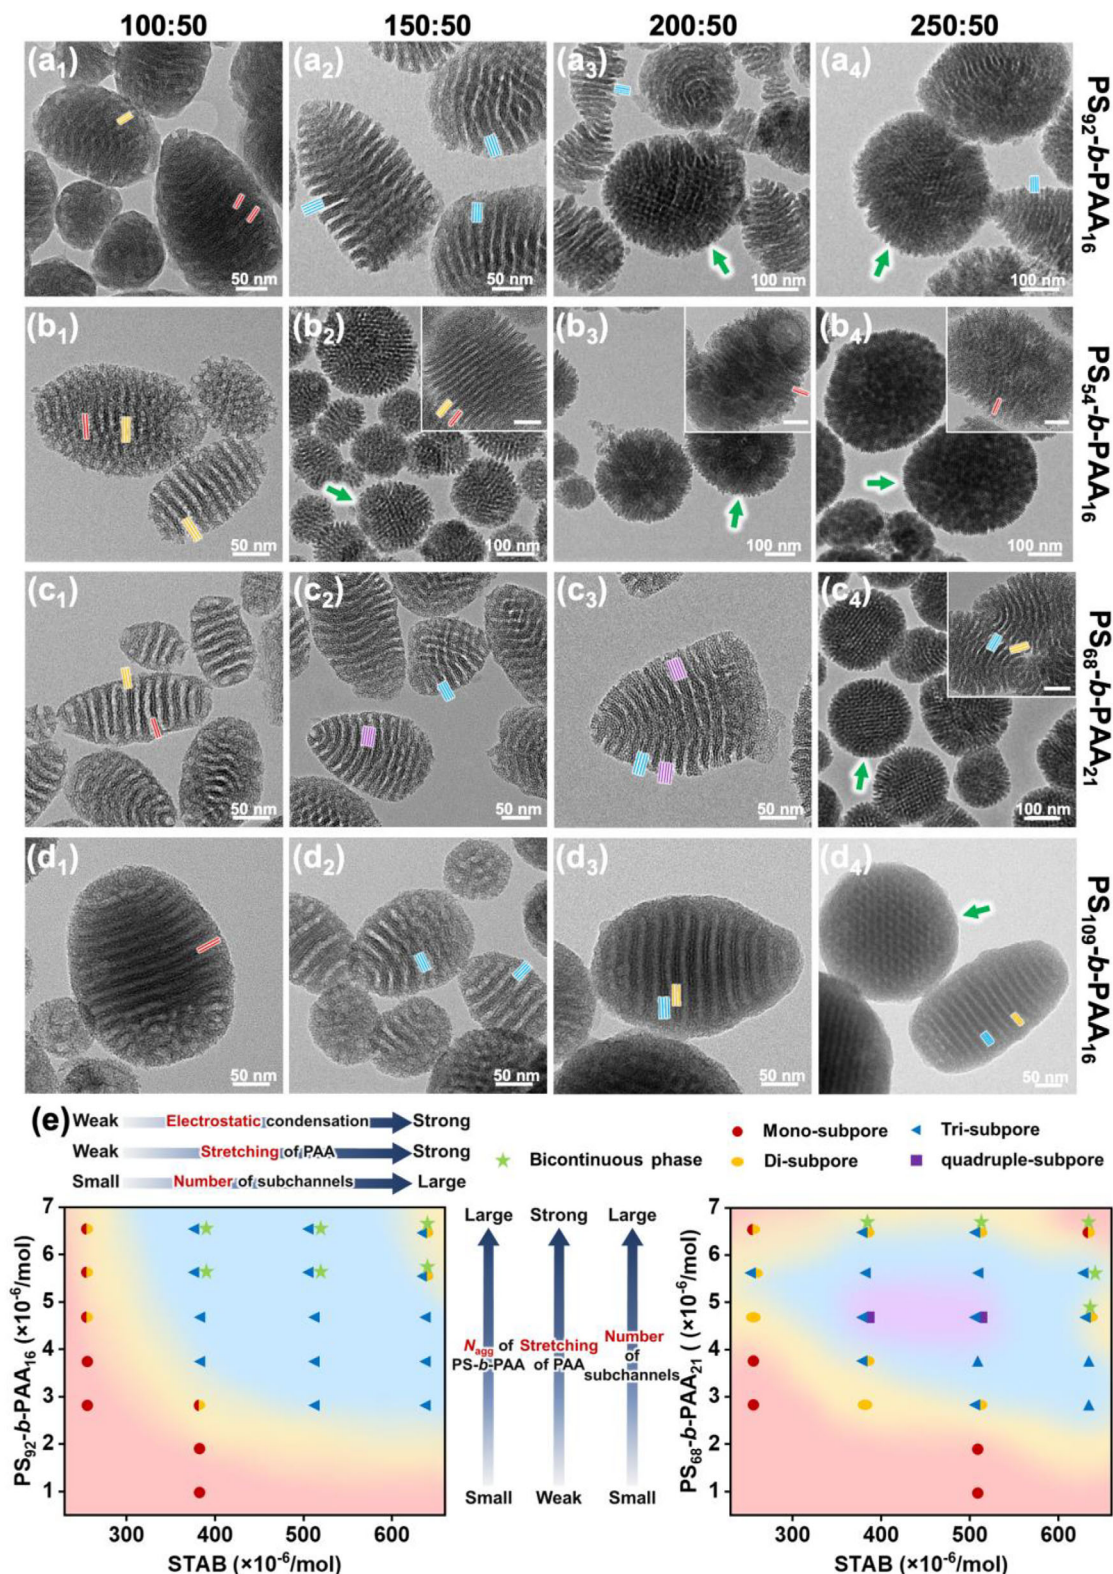 100:50 150:50 200:50 250:50
(a1) (a2) (a3) (a4) PS92-b-PAA16
50 nm 50 nm 100 nm 100 nm
(b1) (b2) (b3) (b4) PS54-b-PAA16
50 nm 100 nm 100 nm 100 nm
(c1) (c2) (c3) (c4) PS68-b-PAA21
50 nm 50 nm 50 nm 100 nm
(d1) (d2) (d3) (d4) PS109-b-PAA16
50 nm 50 nm 50 nm 50 nm
(e)
Weak Electrostatic condensation Strong
Weak Stretching of PAA Strong
Small Number of subchannels Large
Bicontinuous phase
Mono-subpore
Tri-subpore
Di-subpore
quadruple-subpore
PS92-b-PAA16 (×10-6/mol)
7
6
5
4
3
2
1
300 400 500 600
STAB (×10-6/mol)
Large Strong Large
Nagg of PS-b-PAA
Stretching of PAA
Number of subchannels
Small Weak Small
PS68-b-PAA21 (×10-6/mol)
7
6
5
4
3
2
1
300 400 500 600
STAB (×10-6/mol)